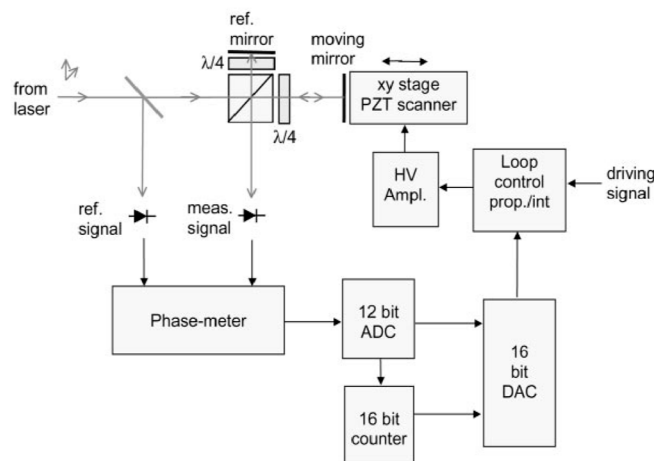 ref.
mirror
moving
mirror
λ/4
from
laser
λ/4
xy stage
PZT scanner
HV
Ampl.
Loop
control
prop./int
driving
signal
ref.
signal
meas.
signal
Phase-meter
12 bit
ADC
16
bit
DAC
16 bit
counter